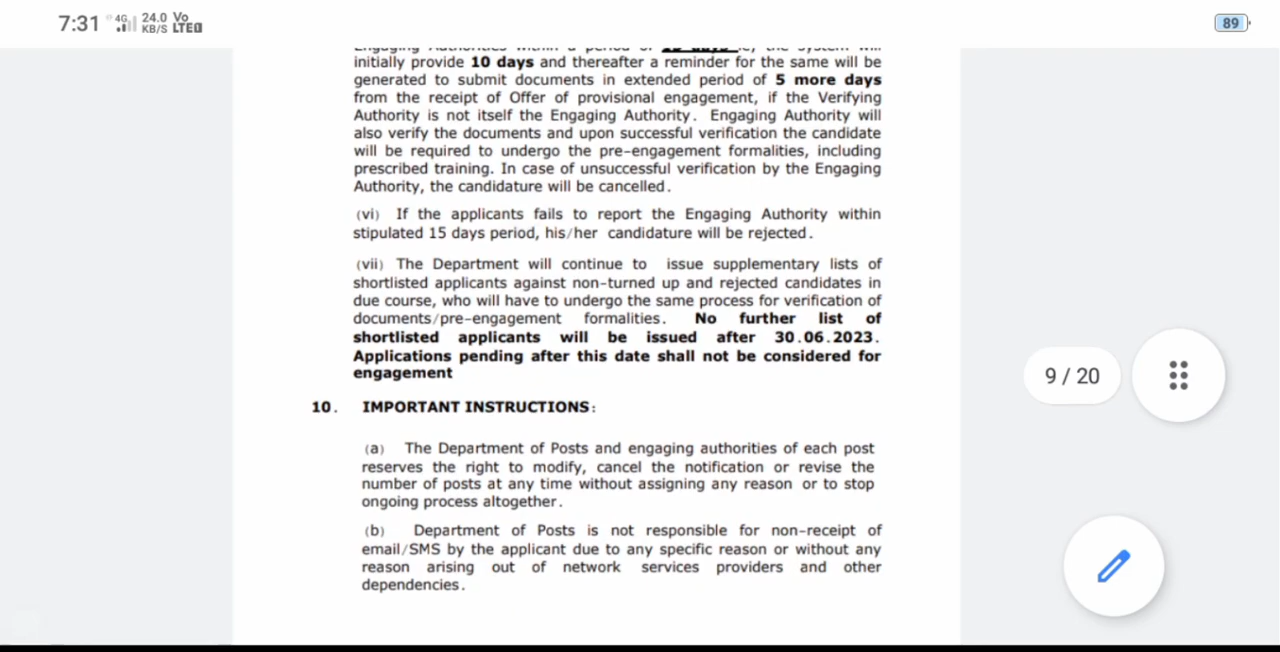 7:31 4G 24.0 KB/S Vo LTE 89
initially provide 10 days and thereafter a reminder for the same will be
generated to submit documents in extended period of 5 more days
from the receipt of Offer of provisional engagement, if the Verifying
Authority is not itself the Engaging Authority. Engaging Authority will
also verify the documents and upon successful verification the candidate
will be required to undergo the pre-engagement formalities, including
prescribed training. In case of unsuccessful verification by the Engaging
Authority, the candidature will be cancelled.
(vi) If the applicants fails to report the Engaging Authority within
stipulated 15 days period, his/her candidature will be rejected.
(vii) The Department will continue to issue supplementary lists of
shortlisted applicants against non-turned up and rejected candidates in
due course, who will have to undergo the same process for verification of
documents/pre-engagement formalities. No further list of
shortlisted applicants will be issued after 30.06.2023.
Applications pending after this date shall not be considered for
engagement
9 / 20
10. IMPORTANT INSTRUCTIONS:
(a) The Department of Posts and engaging authorities of each post
reserves the right to modify, cancel the notification or revise the
number of posts at any time without assigning any reason or to stop
ongoing process altogether.
(b) Department of Posts is not responsible for non-receipt of
email/SMS by the applicant due to any specific reason or without any
reason arising out of network services providers and other
dependencies.